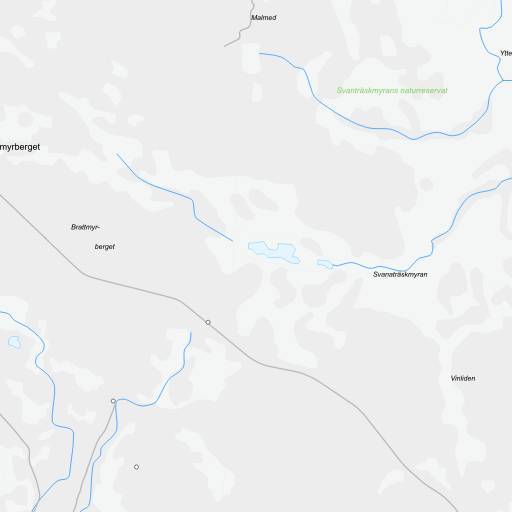 Malmed
Ytte
Svanträskmyrans naturreservat
myrberget
Brattmyr-
berget
Svanaträskmyran
Vinliden